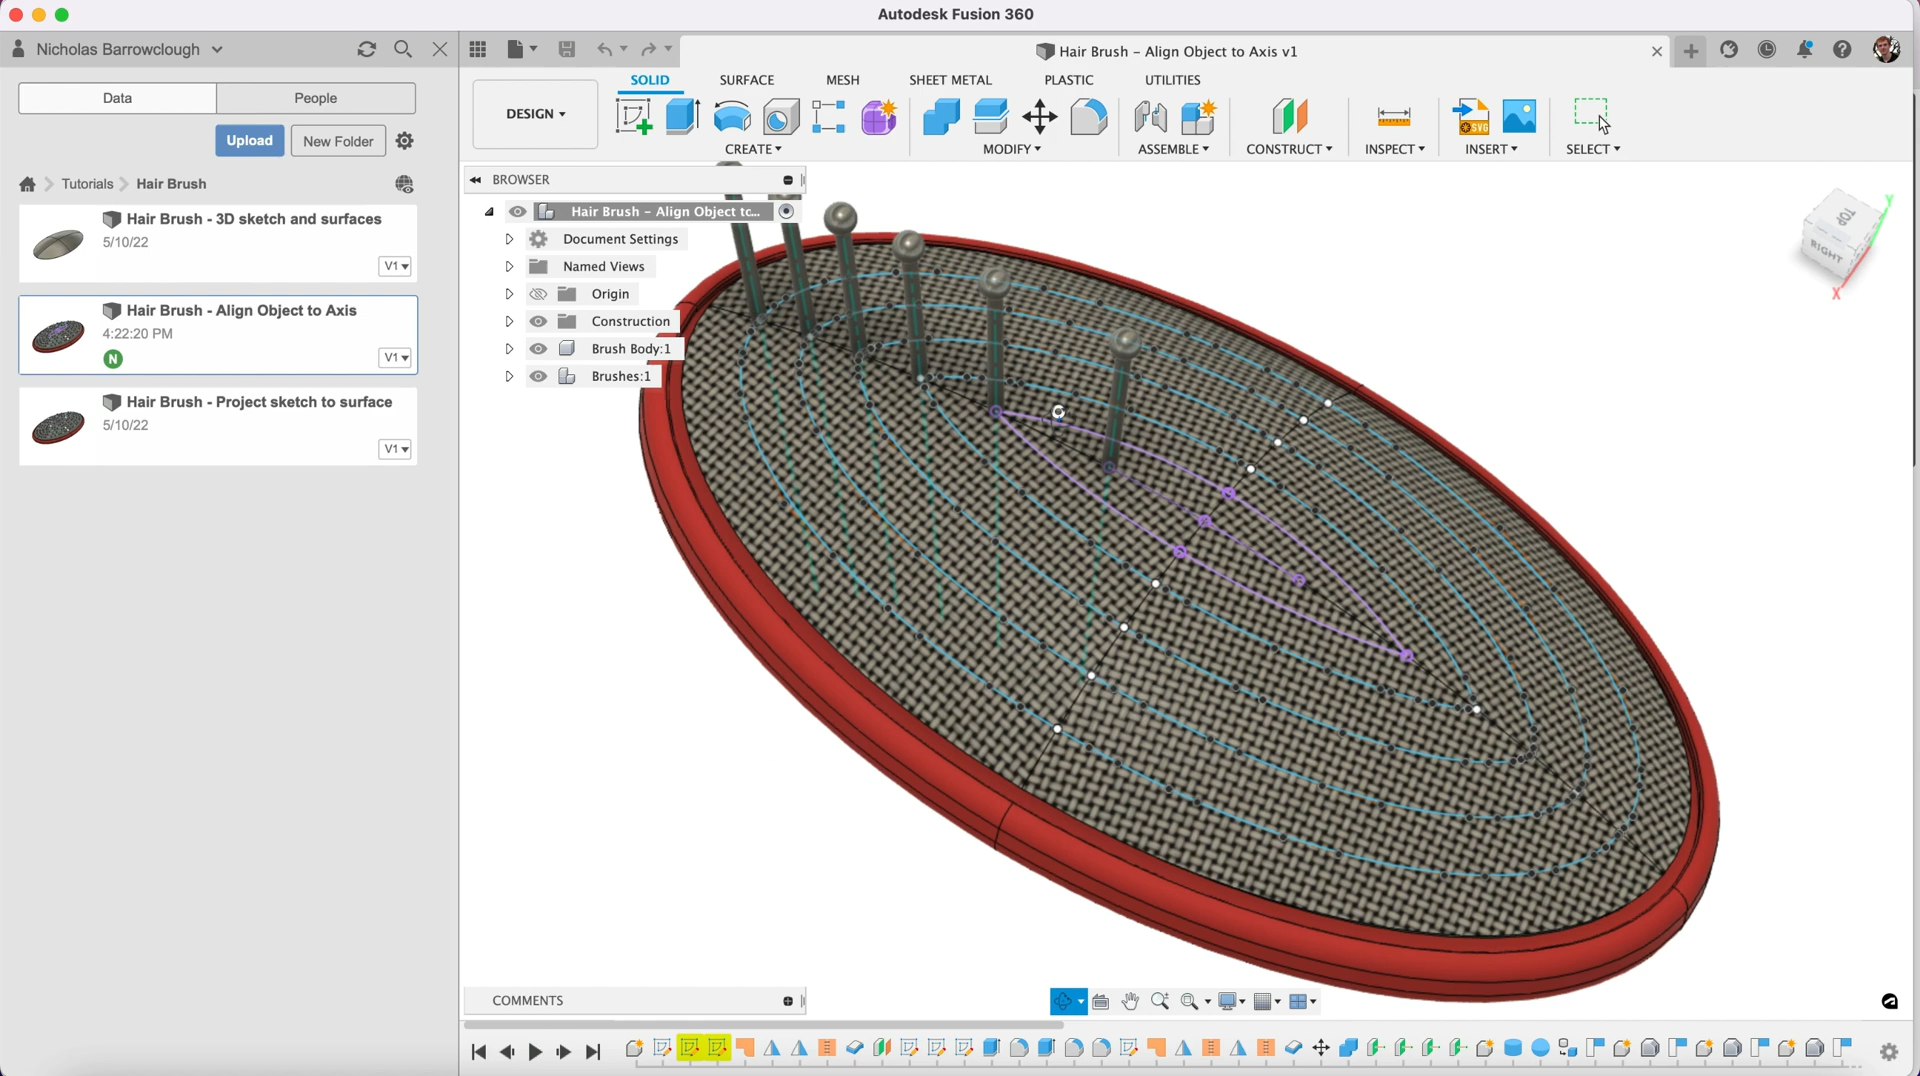 Autodesk Fusion 360
Nicholas Barrowclough
Hair Brush - Align Object to Axis v1
Data
People
Upload
New Folder
Tutorials
Hair Brush
Hair Brush - 3D sketch and surfaces
5/10/22
V1
Hair Brush - Align Object to Axis
4:22:20 PM
N
V1
Hair Brush - Project sketch to surface
5/10/22
V1
DESIGN
SOLID
SURFACE
MESH
SHEET METAL
PLASTIC
UTILITIES
SVG
CREATE
MODIFY
ASSEMBLE
CONSTRUCT
INSPECT
INSERT
SELECT
BROWSER
Hair Brush - Align Object tc...
Document Settings
Named Views
Origin
Construction
Brush Body:1
Brushes:1
TOP
RIGHT
Y
X
COMMENTS